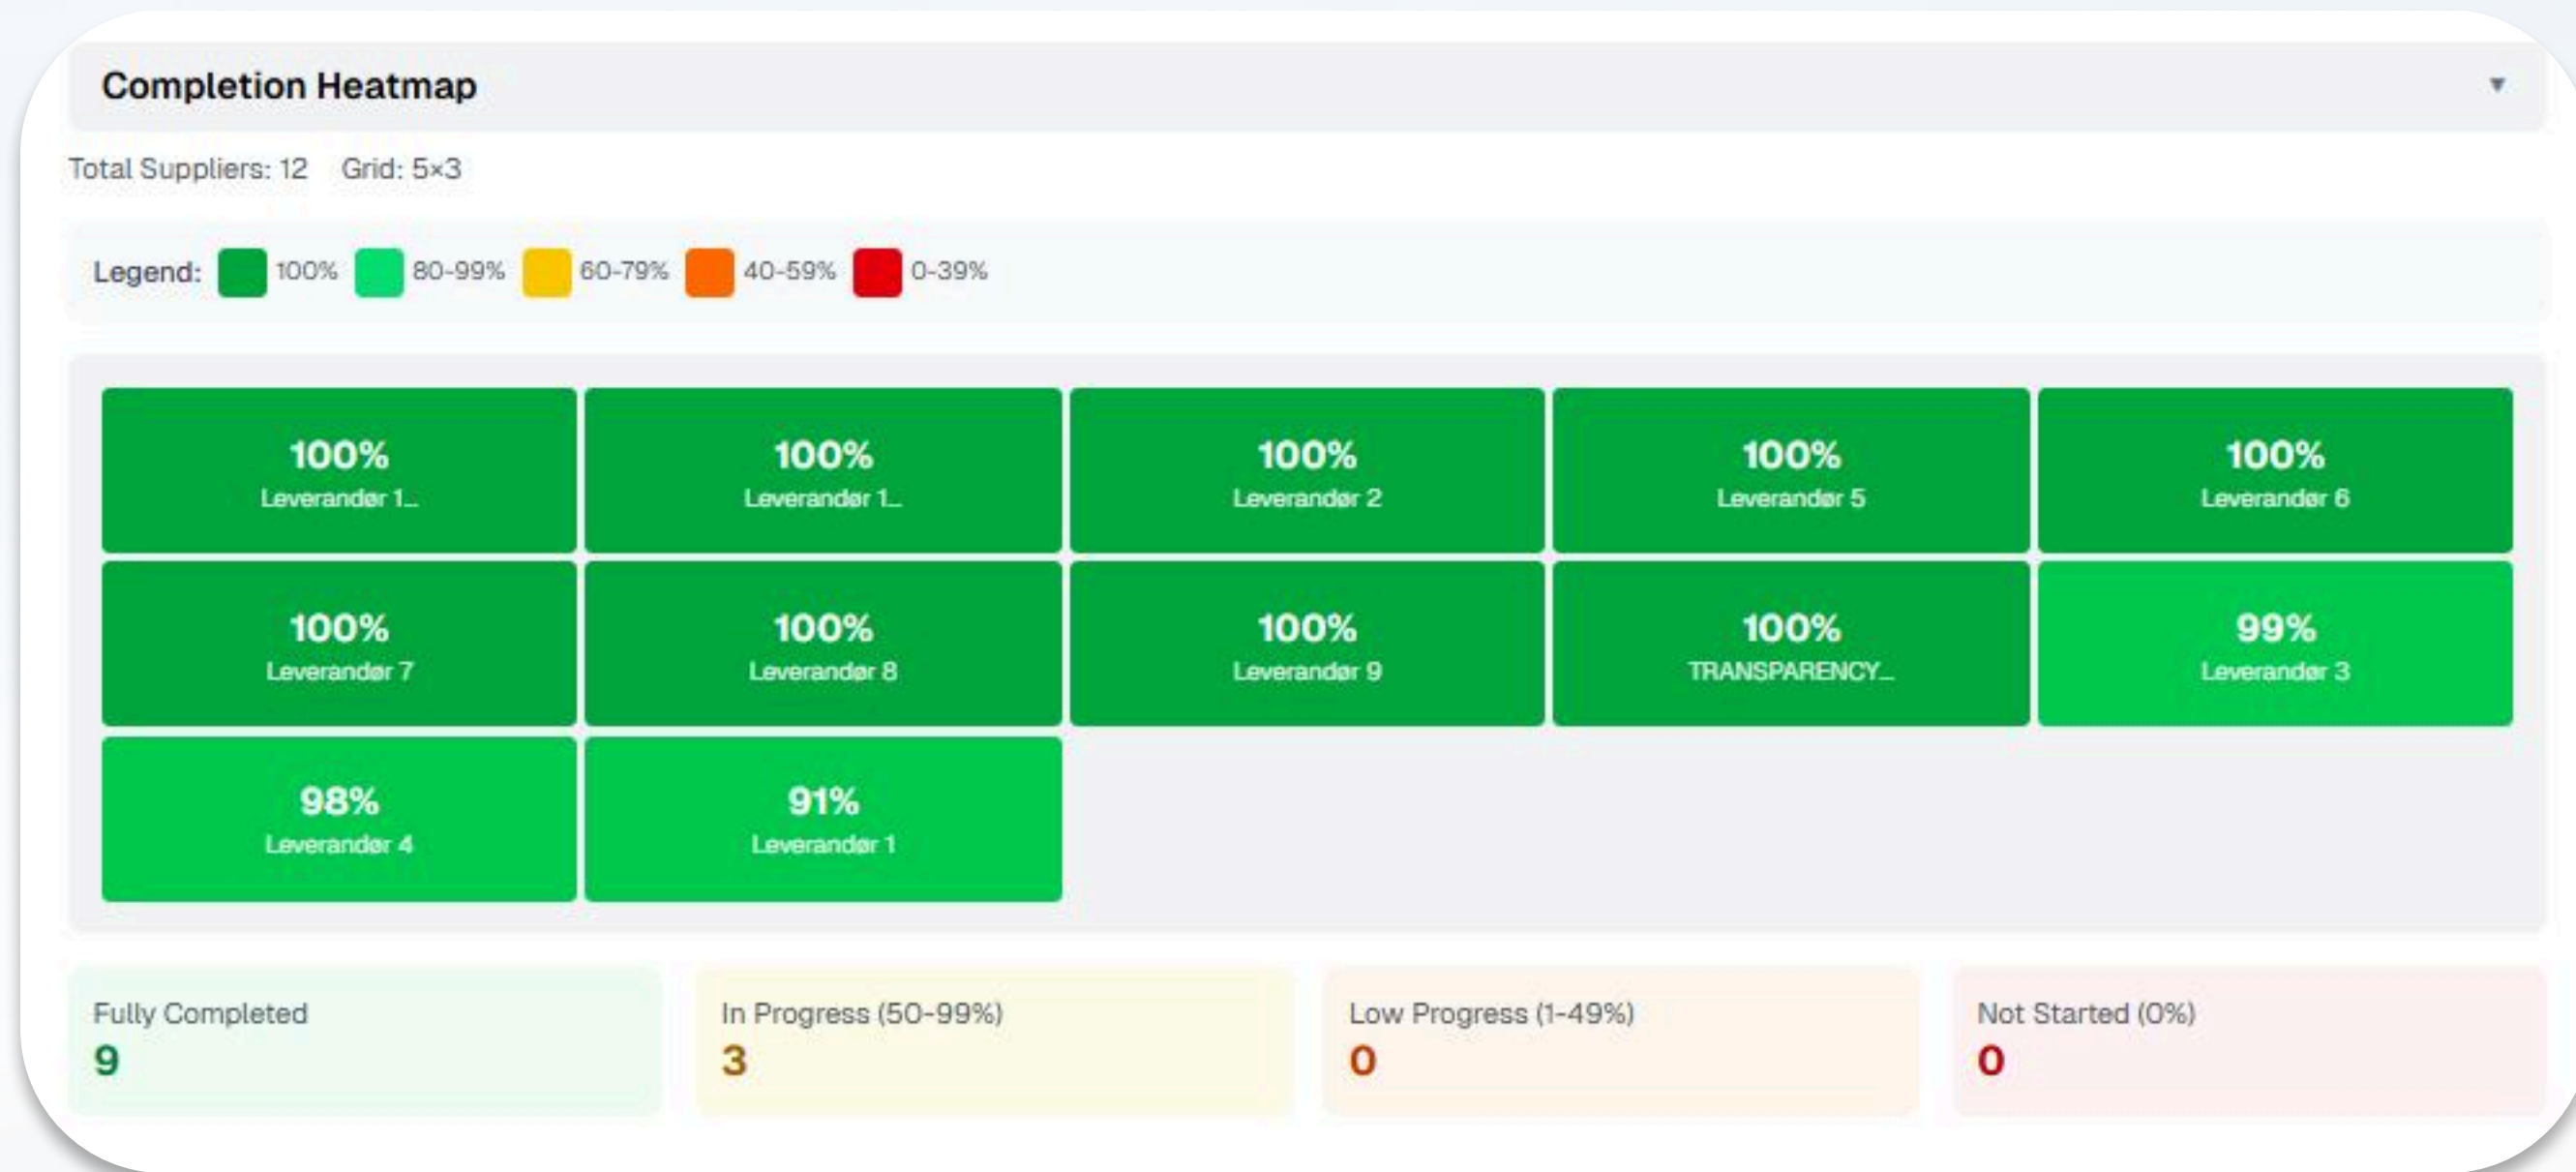 Completion Heatmap ▼
Total Suppliers: 12 Grid: 5×3
Legend: 100% 80-99% 60-79% 40-59% 0-39%
100% 100% 100% 100% 100%
Leverandør 1... Leverandør 1... Leverandør 2 Leverandør 5 Leverandør 6
100% 100% 100% 100% 99%
Leverandør 7 Leverandør 8 Leverandør 9 TRANSPARENCY... Leverandør 3
98% 91%
Leverandør 4 Leverandør 1
Fully Completed In Progress (50-99%) Low Progress (1-49%) Not Started (0%)
9 3 0 0